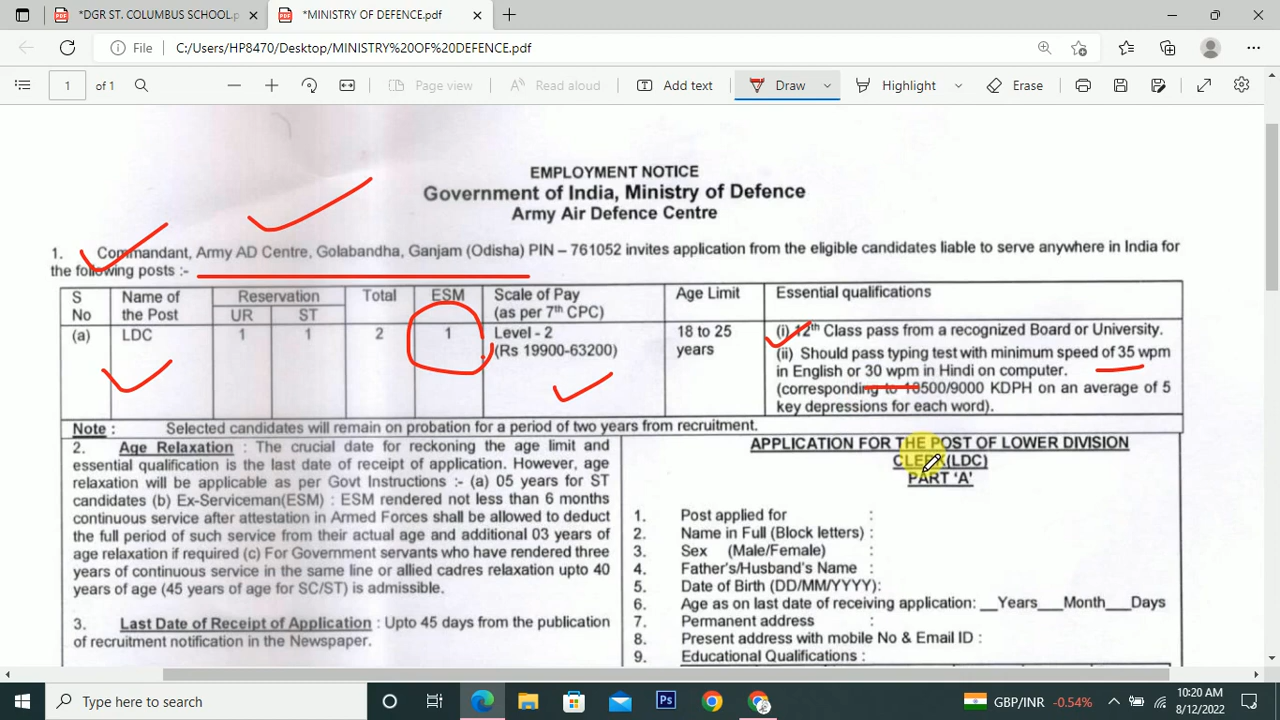 *DGR ST. COLUMBUS SCHOOL.p
*MINISTRY OF DEFENCE.pdf
File
C:/Users/HP8470/Desktop/MINISTRY%20OF%20DEFENCE.pdf
1 of 1
Page view
Read aloud
Add text
Draw
Highlight
Erase
EMPLOYMENT NOTICE
Government of India, Ministry of Defence
Army Air Defence Centre
1. Commandant, Army AD Centre, Golabandha, Ganjam (Odisha) PIN – 761052 invites application from the eligible candidates liable to serve anywhere in India for
the following posts :-
S No
Name of the Post
Reservation
UR
ST
Total
ESM
Scale of Pay
(as per 7th CPC)
Age Limit
Essential qualifications
(a)
LDC
1
1
2
1
Level - 2
(Rs 19900-63200)
18 to 25
years
(i) 12th Class pass from a recognized Board or University.
(ii) Should pass typing test with minimum speed of 35 wpm
in English or 30 wpm in Hindi on computer.
(corresponding to 10500/9000 KDPH on an average of 5
key depressions for each word).
Note : Selected candidates will remain on probation for a period of two years from recruitment.
2. Age Relaxation : The crucial date for reckoning the age limit and
essential qualification is the last date of receipt of application. However, age
relaxation will be applicable as per Govt Instructions :- (a) 05 years for ST
candidates (b) Ex-Serviceman(ESM) : ESM rendered not less than 6 months
continuous service after attestation in Armed Forces shall be allowed to deduct
the full period of such service from their actual age and additional 03 years of
age relaxation if required (c) For Government servants who have rendered three
years of continuous service in the same line or allied cadres relaxation upto 40
years of age (45 years of age for SC/ST) is admissible.
3. Last Date of Receipt of Application : Upto 45 days from the publication
of recruitment notification in the Newspaper.
APPLICATION FOR THE POST OF LOWER DIVISION
CLERK(LDC)
PART 'A'
1. Post applied for :
2. Name in Full (Block letters) :
3. Sex (Male/Female) :
4. Father's/Husband's Name :
5. Date of Birth (DD/MM/YYYY):
6. Age as on last date of receiving application: __Years___Month___Days
7. Permanent address :
8. Present address with mobile No & Email ID :
9. Educational Qualifications :
Type here to search
Ps
GBP/INR -0.54%
10:20 AM
8/12/2022